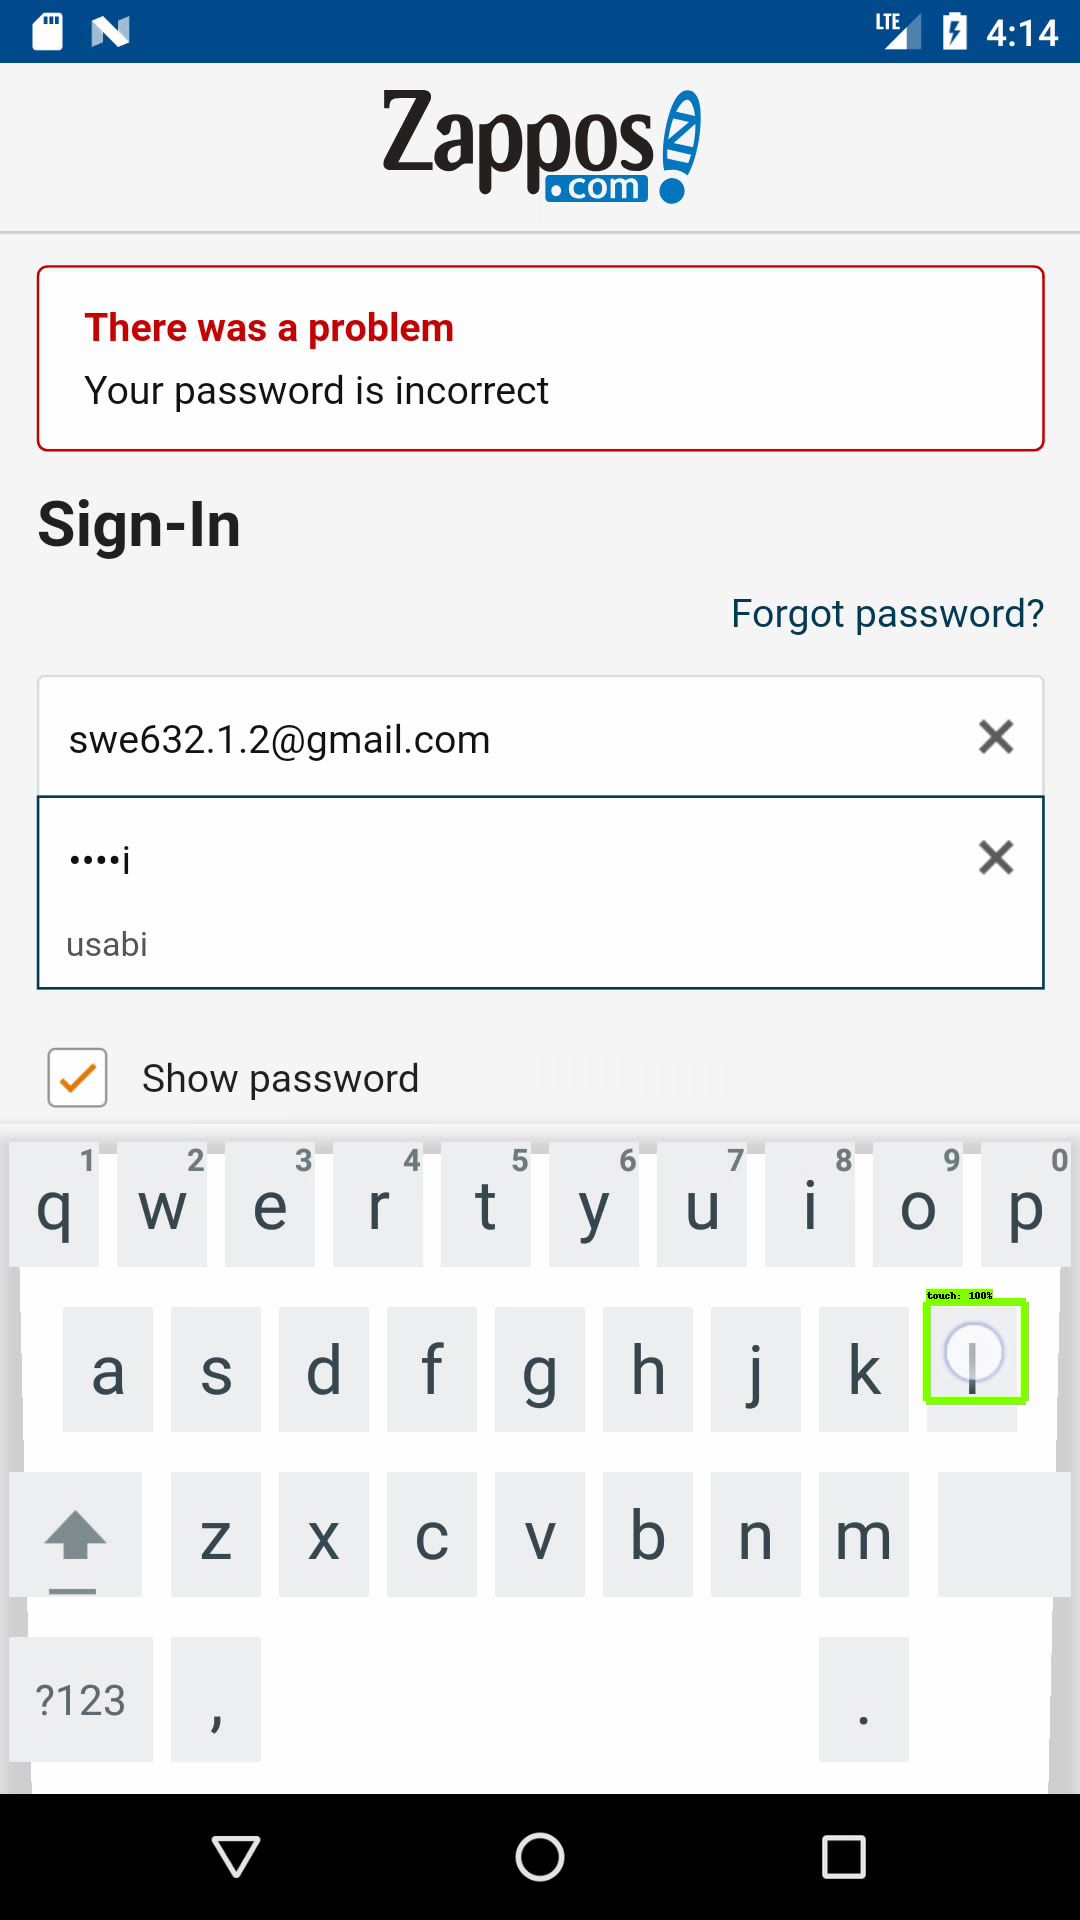 LTE 4:14
Zappos
.com
There was a problem
Your password is incorrect
Sign-In
Forgot password?
swe632.1.2@gmail.com
••••i
usabi
Show password
1 2 3 4 5 6 7 8 9 0
q w e r t y u i o p
touch: 100%
a s d f g h j k l
z x c v b n m
?123 , .